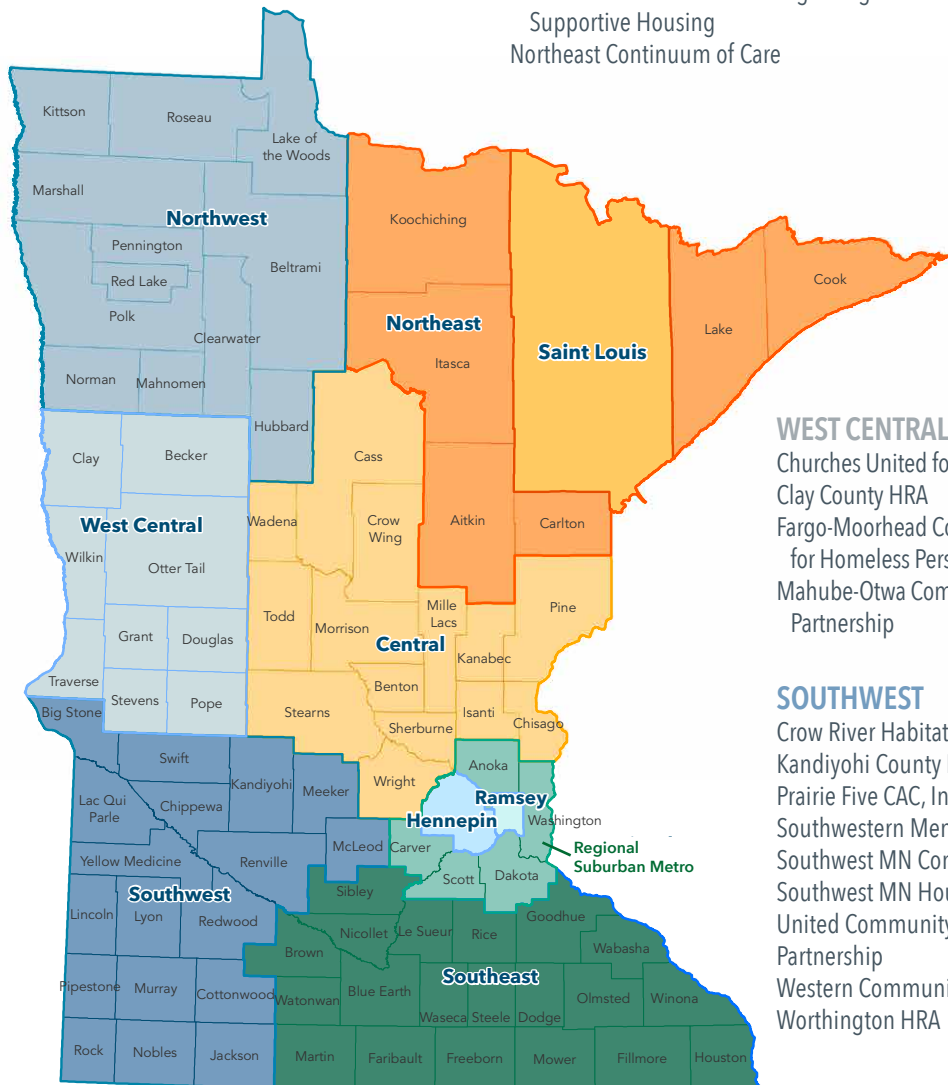 Supportive Housing
Northeast Continuum of Care
Kittson
Roseau
Lake of
the Woods
Marshall
Northwest
Koochiching
Pennington
Beltrami
Red Lake
Cook
Polk
Northeast
Lake
Clearwater
Saint Louis
Itasca
Norman
Mahnomen
Hubbard
Clay
Becker
Cass
West Central
Wadena
Crow
Wing
Aitkin
Carlton
Wilkin
Otter Tail
Todd
Morrison
Mille
Lacs
Pine
Grant
Douglas
Central
Kanabec
Traverse
Benton
Stevens
Pope
Big Stone
Stearns
Isanti
Sherburne
Chisago
Swift
Anoka
Kandiyohi
Wright
Meeker
Ramsey
Lac Qui
Parle
Chippewa
Hennepin
Washington
McLeod
Carver
Regional
Suburban Metro
Yellow Medicine
Renville
Scott
Dakota
Southwest
Sibley
Lincoln
Lyon
Redwood
Nicollet
Le Sueur
Rice
Goodhue
Wabasha
Brown
Southeast
Pipestone
Murray
Cottonwood
Watonwan
Blue Earth
Olmsted
Winona
Waseca
Steele
Dodge
Rock
Nobles
Jackson
Martin
Faribault
Freeborn
Mower
Fillmore
Houston
WEST CENTRAL
Churches United fo
Clay County HRA
Fargo-Moorhead Co
for Homeless Pers
Mahube-Otwa Com
Partnership
SOUTHWEST
Crow River Habitat
Kandiyohi County
Prairie Five CAC, In
Southwestern Men
Southwest MN Con
Southwest MN Hou
United Community
Partnership
Western Communi
Worthington HRA